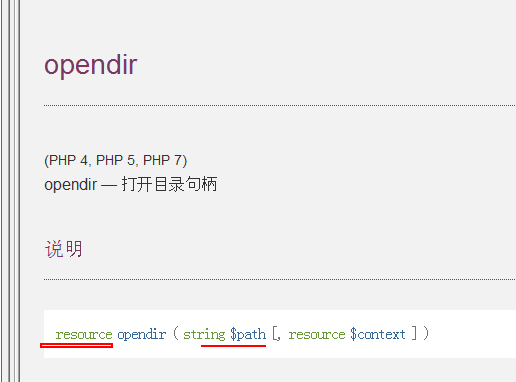 opendir
(PHP 4, PHP 5, PHP 7)
opendir — 打开目录句柄
说明
resource opendir ( string $path [, resource $context ] )